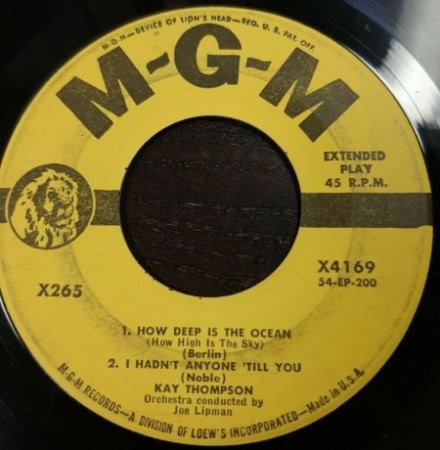 M-G-M—DEVICE OF LION'S HEAD—REG. U. S. PAT. OFF.
M-G-M
EXTENDED
PLAY
45 R.P.M.
X265
X4169
54-EP-200
1. HOW DEEP IS THE OCEAN
(How High Is The Sky)
(Berlin)
2. I HADN'T ANYONE 'TILL YOU
(Noble)
KAY THOMPSON
Orchestra conducted by
Joe Lipman
M-G-M RECORDS—A DIVISION OF LOEW'S INCORPORATED—Made in U.S.A.